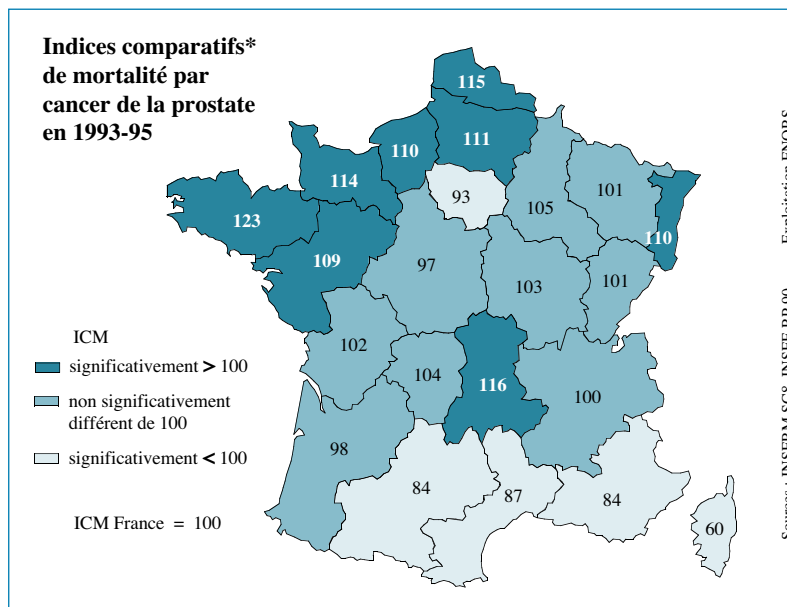 Indices comparatifs*
de mortalité par
cancer de la prostate
en 1993-95
115
111
110
114
93
105
101
110
123
109
97
103
101
102
104
116
100
98
84
87
84
60
ICM
significativement > 100
non significativement
différent de 100
significativement < 100
ICM France = 100